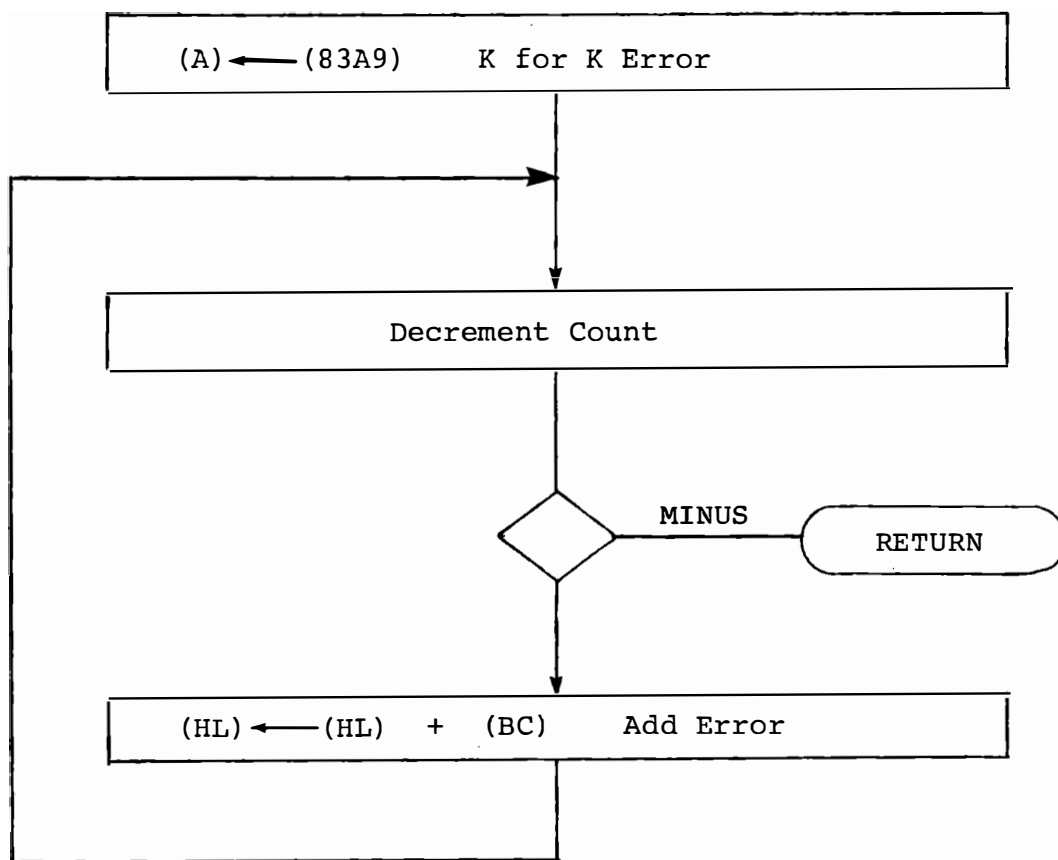 (A) ← (83A9) K for K Error
Decrement Count
MINUS
RETURN
(HL) ← (HL) + (BC) Add Error